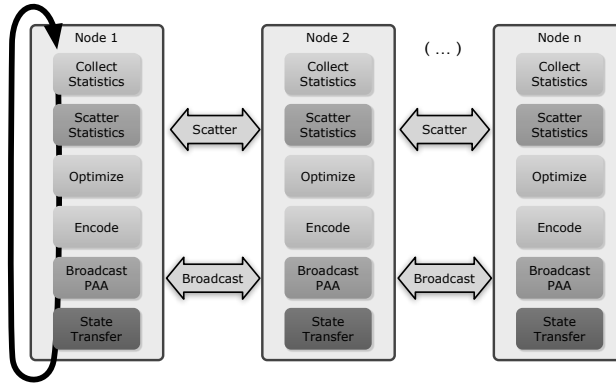 Node 1
Collect
Statistics
Scatter
Statistics
Optimize
Encode
Broadcast
PAA
State
Transfer
Scatter
Broadcast
Node 2
Collect
Statistics
Scatter
Statistics
Optimize
Encode
Broadcast
PAA
State
Transfer
( ... )
Scatter
Broadcast
Node n
Collect
Statistics
Scatter
Statistics
Optimize
Encode
Broadcast
PAA
State
Transfer